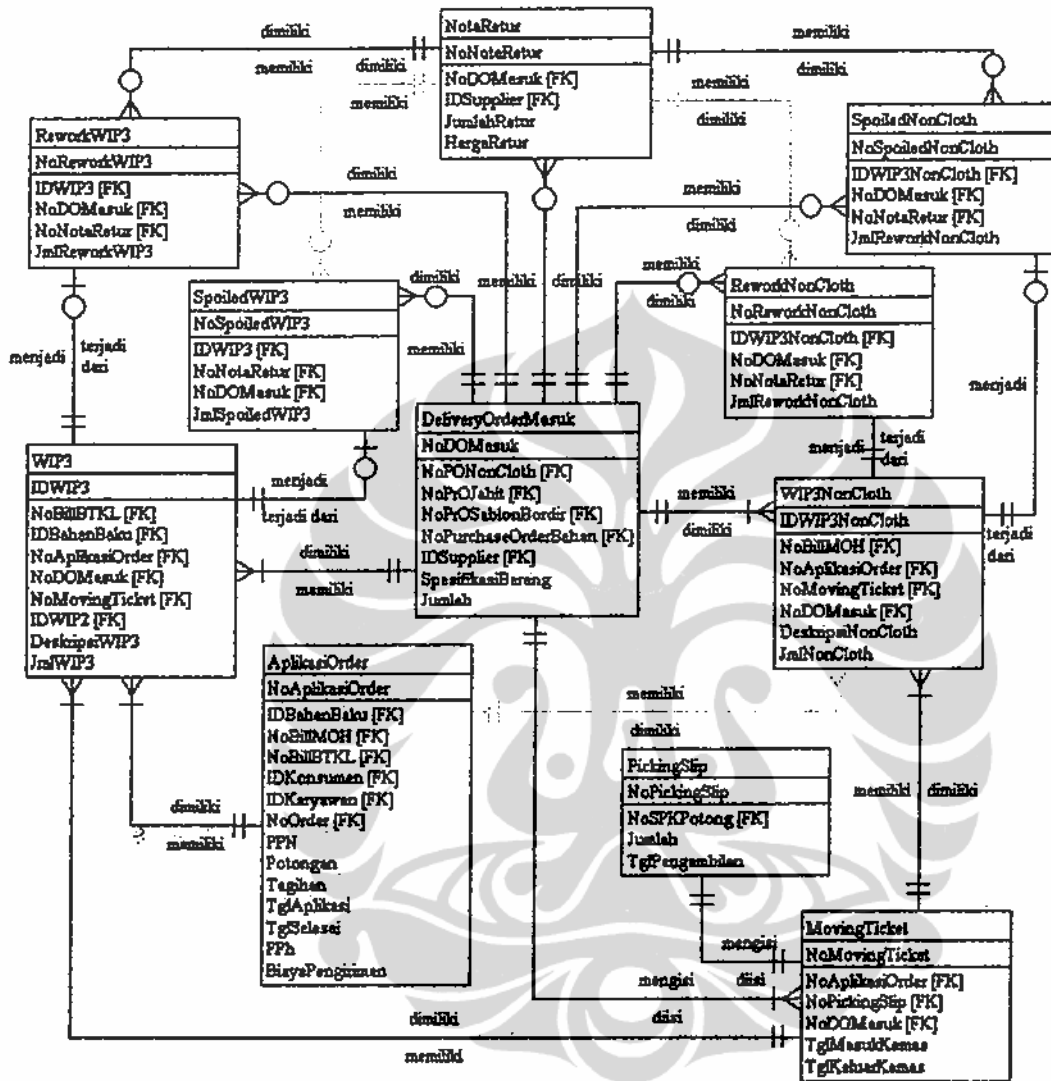 NotaRetur
NoNotaRetur
NoDOMasuk [FK]
IDSupplier [FK]
JumlahRetur
HargaRetur
dimiliki
memiliki
dimiliki
memiliki
memiliki
dimiliki
memiliki
dimiliki
ReworkWIP3
NoReworkWIP3
IDWIP3 [FK]
NoDOMasuk [FK]
NoNotaRetur [FK]
JmlReworkWIP3
SpoiledNonCloth
NoSpoiledNonCloth
IDWIP3NonCloth [FK]
NoDOMasuk [FK]
NoNotaRetur [FK]
JmlReworkNonCloth
dimiliki
memiliki
memiliki
dimiliki
memiliki
dimiliki
SpoiledWIP3
NoSpoiledWIP3
IDWIP3 [FK]
NoNotaRetur [FK]
NoDOMasuk [FK]
JmlSpoiledWIP3
dimiliki
memiliki
memiliki
dimiliki
ReworkNonCloth
NoReworkNonCloth
IDWIP3NonCloth [FK]
NoDOMasuk [FK]
NoNotaRetur [FK]
JmlReworkNonCloth
menjadi
terjadi
dari
menjadi
DeliveryOrderMasuk
NoDOMasuk
NoPONonCloth [FK]
NoPrOJahit [FK]
NoPrOSablonBordir [FK]
NoPurchaseOrderBahan [FK]
IDSupplier [FK]
SpesifikasiBarang
Jumlah
menjadi
terjadi
dari
WIP3
IDWIP3
NoBillBTKL [FK]
IDBahanBaku [FK]
NoAplikasiOrder [FK]
NoDOMasuk [FK]
NoMovingTicket [FK]
IDWIP2 [FK]
DeskripsiWIP3
JmlWIP3
menjadi
terjadi dari
dimiliki
memiliki
memiliki
dimiliki
WIP3NonCloth
IDWIP3NonCloth
NoBillMOH [FK]
NoAplikasiOrder [FK]
NoMovingTicket [FK]
NoDOMasuk [FK]
DeskripsiNonCloth
JmlNonCloth
terjadi
dari
AplikasiOrder
NoAplikasiOrder
IDBahanBaku [FK]
NoBillMOH [FK]
NoBillBTKL [FK]
IDKonsumen [FK]
IDKaryawan [FK]
NoOrder [FK]
PPN
Potongan
Tagihan
TglAplikasi
TglSelesai
PPh
BiayaPengiriman
memiliki
dimiliki
PickingSlip
NoPickingSlip
NoSPKPotong [FK]
Jumlah
TglPengambilan
dimiliki
memiliki
memiliki
dimiliki
mengisi
diisi
mengisi
diisi
MovingTicket
NoMovingTicket
NoAplikasiOrder [FK]
NoPickingSlip [FK]
NoDOMasuk [FK]
TglMasukKemas
TglKeluarKemas
dimiliki
memiliki